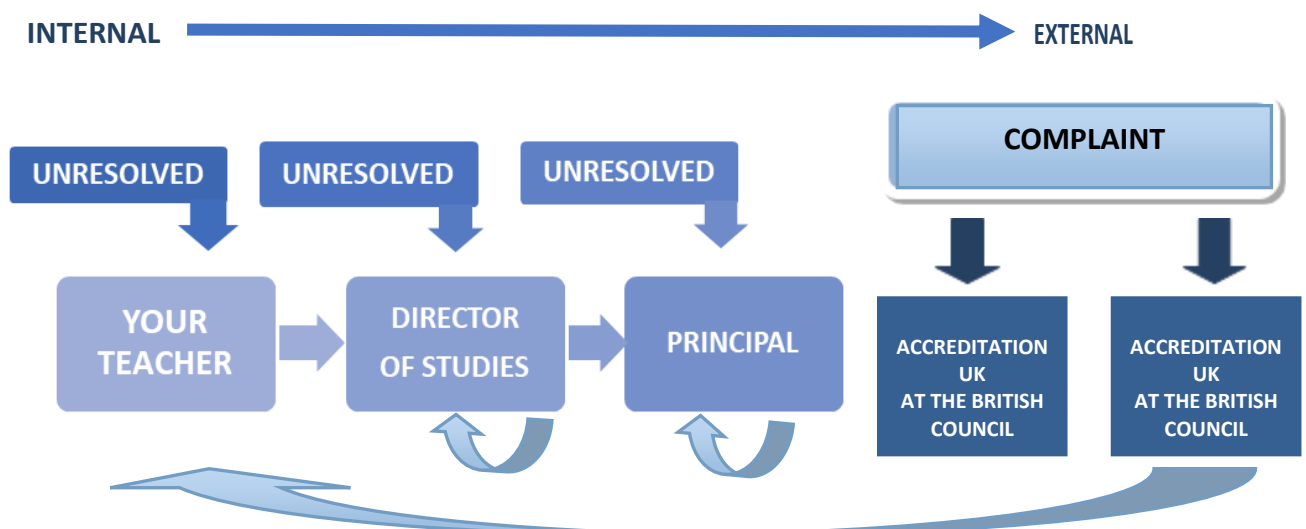 INTERNAL
EXTERNAL
COMPLAINT
UNRESOLVED
UNRESOLVED
UNRESOLVED
YOUR
TEACHER
DIRECTOR
OF STUDIES
PRINCIPAL
ACCREDITATION
UK
AT THE BRITISH
COUNCIL
ACCREDITATION
UK
AT THE BRITISH
COUNCIL